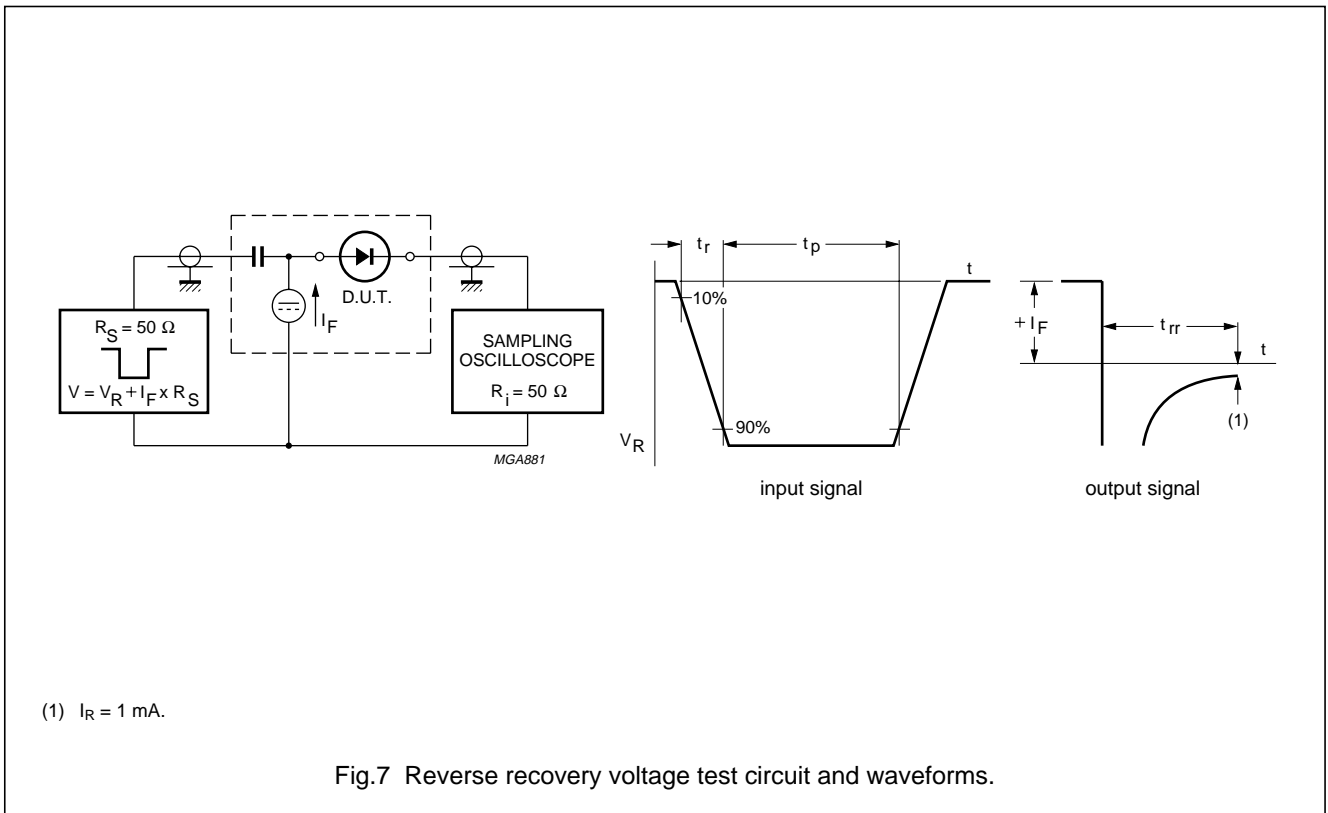 R_S = 50 Ω
V = V_R + I_F x R_S
I_F
D.U.T.
SAMPLING
OSCILLOSCOPE
R_i = 50 Ω
MGA881
t_r
t_p
t
10%
90%
V_R
input signal
+ I_F
t_rr
t
(1)
output signal
(1) I_R = 1 mA.
Fig.7 Reverse recovery voltage test circuit and waveforms.